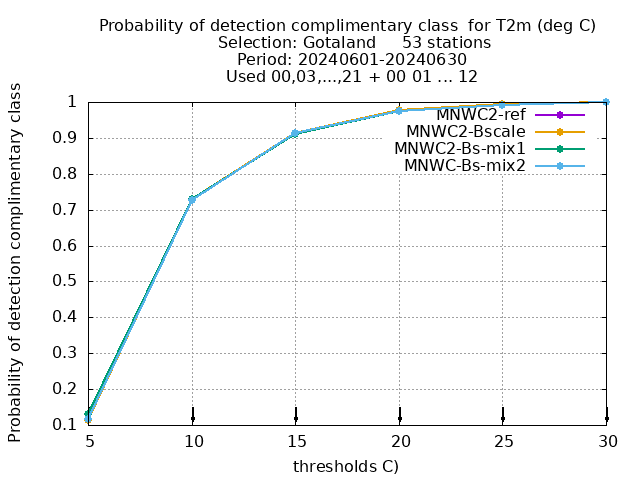 Probability of detection complimentary class  for T2m (deg C)
Selection: Gotaland     53 stations
Period: 20240601-20240630
Used 00,03,...,21 + 00 01 ... 12
Probability of detection complimentary class
1
0.9
0.8
0.7
0.6
0.5
0.4
0.3
0.2
0.1
MNWC2-ref
MNWC2-Bscale
MNWC2-Bs-mix1
MNWC-Bs-mix2
5 10 15 20 25 30
thresholds C)